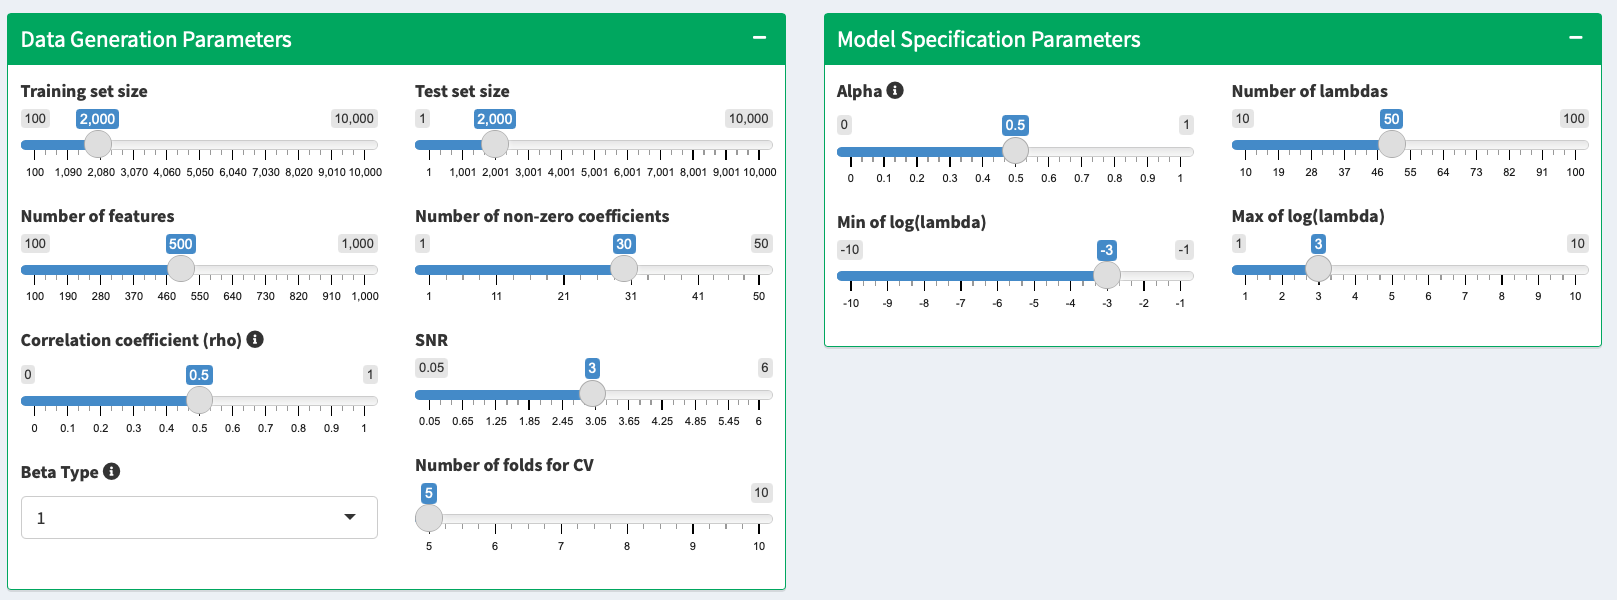 Data Generation Parameters
Training set size
100 2,000 10,000
100 1,090 2,080 3,070 4,060 5,050 6,040 7,030 8,020 9,010 10,000
Test set size
1 2,000 10,000
1 1,001 2,001 3,001 4,001 5,001 6,001 7,001 8,001 9,001 10,000
Number of features
100 500 1,000
100 190 280 370 460 550 640 730 820 910 1,000
Number of non-zero coefficients
1 30 50
1 11 21 31 41 50
Correlation coefficient (rho)
0 0.5 1
0 0.1 0.2 0.3 0.4 0.5 0.6 0.7 0.8 0.9 1
SNR
0.05 3 6
0.05 0.65 1.25 1.85 2.45 3.05 3.65 4.25 4.85 5.45 6
Beta Type
1
Number of folds for CV
5 10
5 6 7 8 9 10
Model Specification Parameters
Alpha
0 0.5 1
0 0.1 0.2 0.3 0.4 0.5 0.6 0.7 0.8 0.9 1
Number of lambdas
10 50 100
10 19 28 37 46 55 64 73 82 91 100
Min of log(lambda)
-10 -3 -1
-10 -9 -8 -7 -6 -5 -4 -3 -2 -1
Max of log(lambda)
1 3 10
1 2 3 4 5 6 7 8 9 10